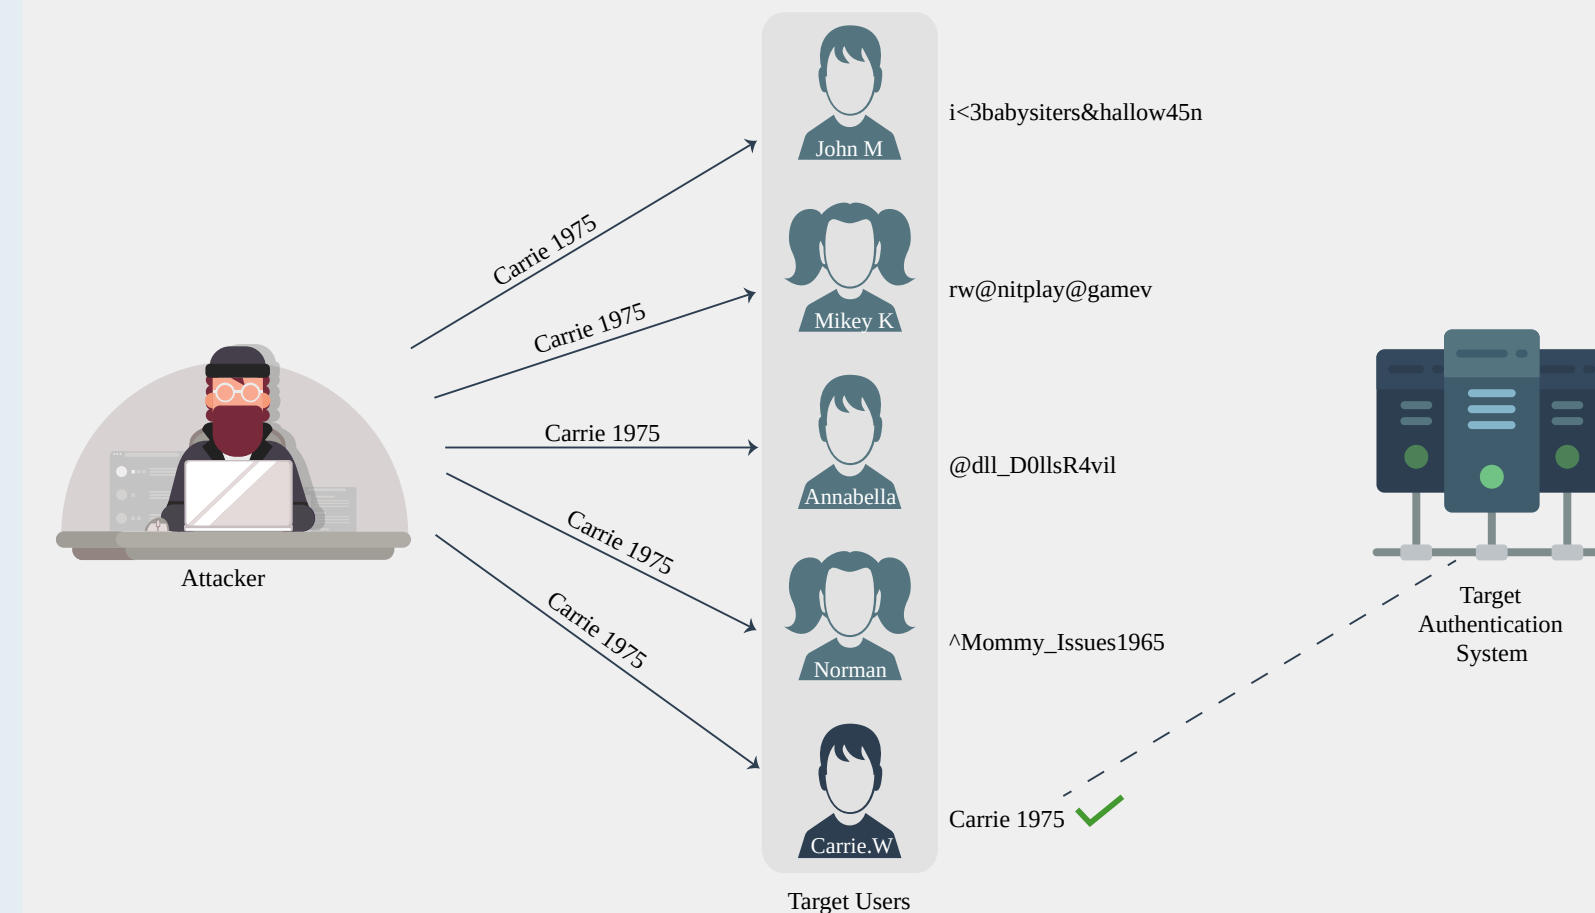 i<3babysiters&hallow45n
John M
Carrie 1975
rw@nitplay@gamev
Mikey K
Carrie 1975
Carrie 1975
@dll_D0llsR4vil
Annabella
Carrie 1975
Attacker
Target
Authentication
System
^Mommy_Issues1965
Norman
Carrie 1975
Carrie 1975
Carrie.W
Target Users